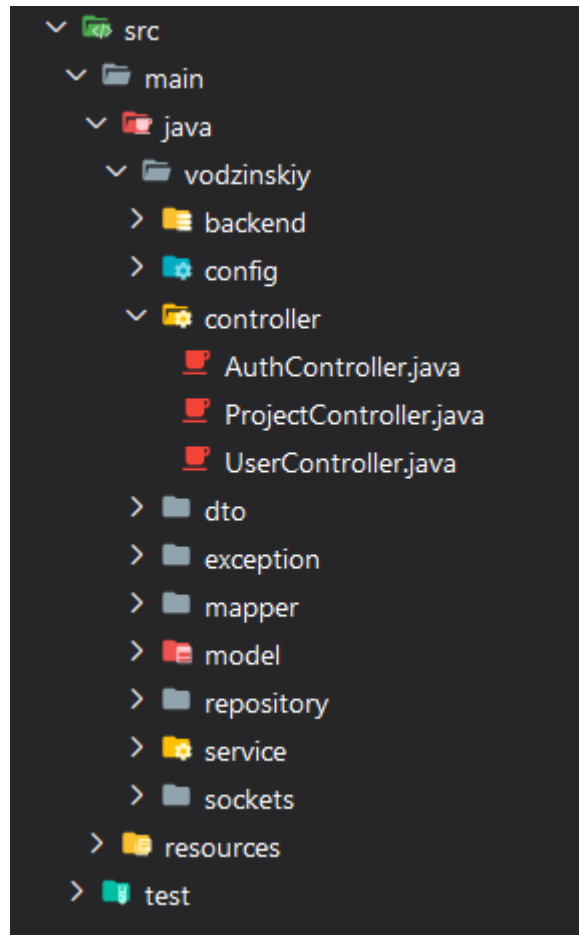 src
main
java
vodzinskiy
backend
config
controller
AuthController.java
ProjectController.java
UserController.java
dto
exception
mapper
model
repository
service
sockets
resources
test